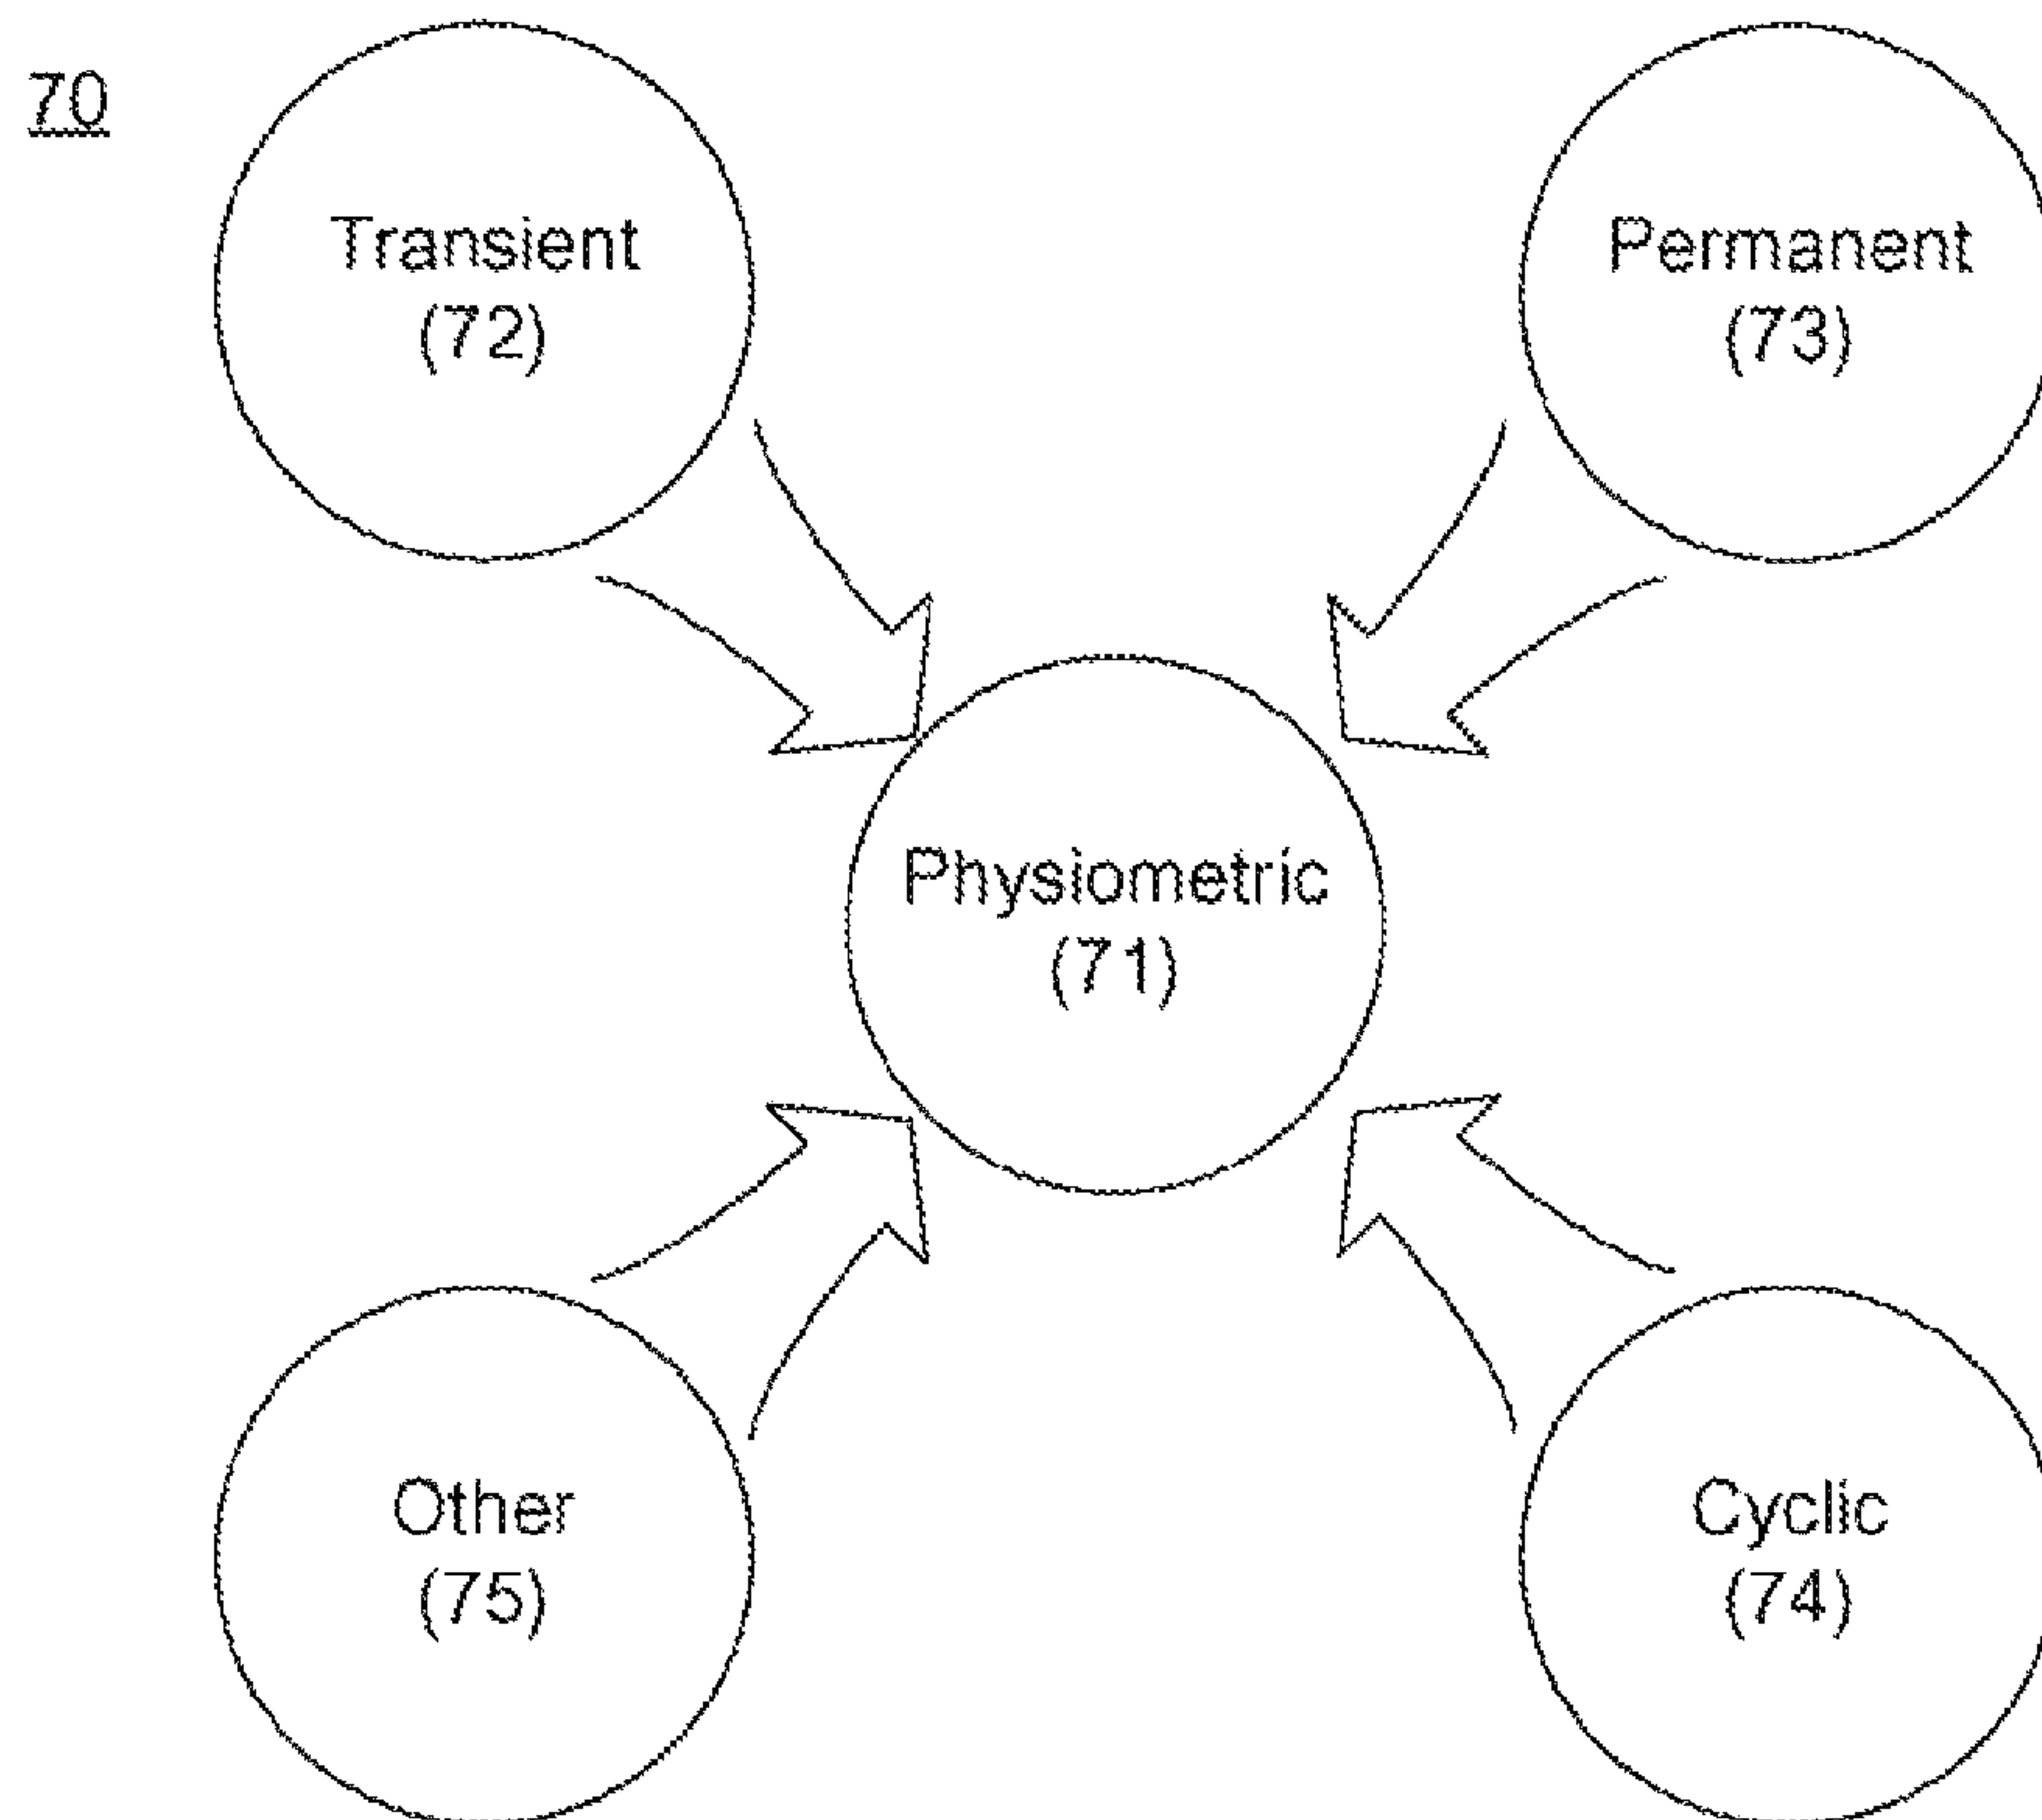 70
Transient
(72)
Permanent
(73)
Physiometric
(71)
Other
(75)
Cyclic
(74)